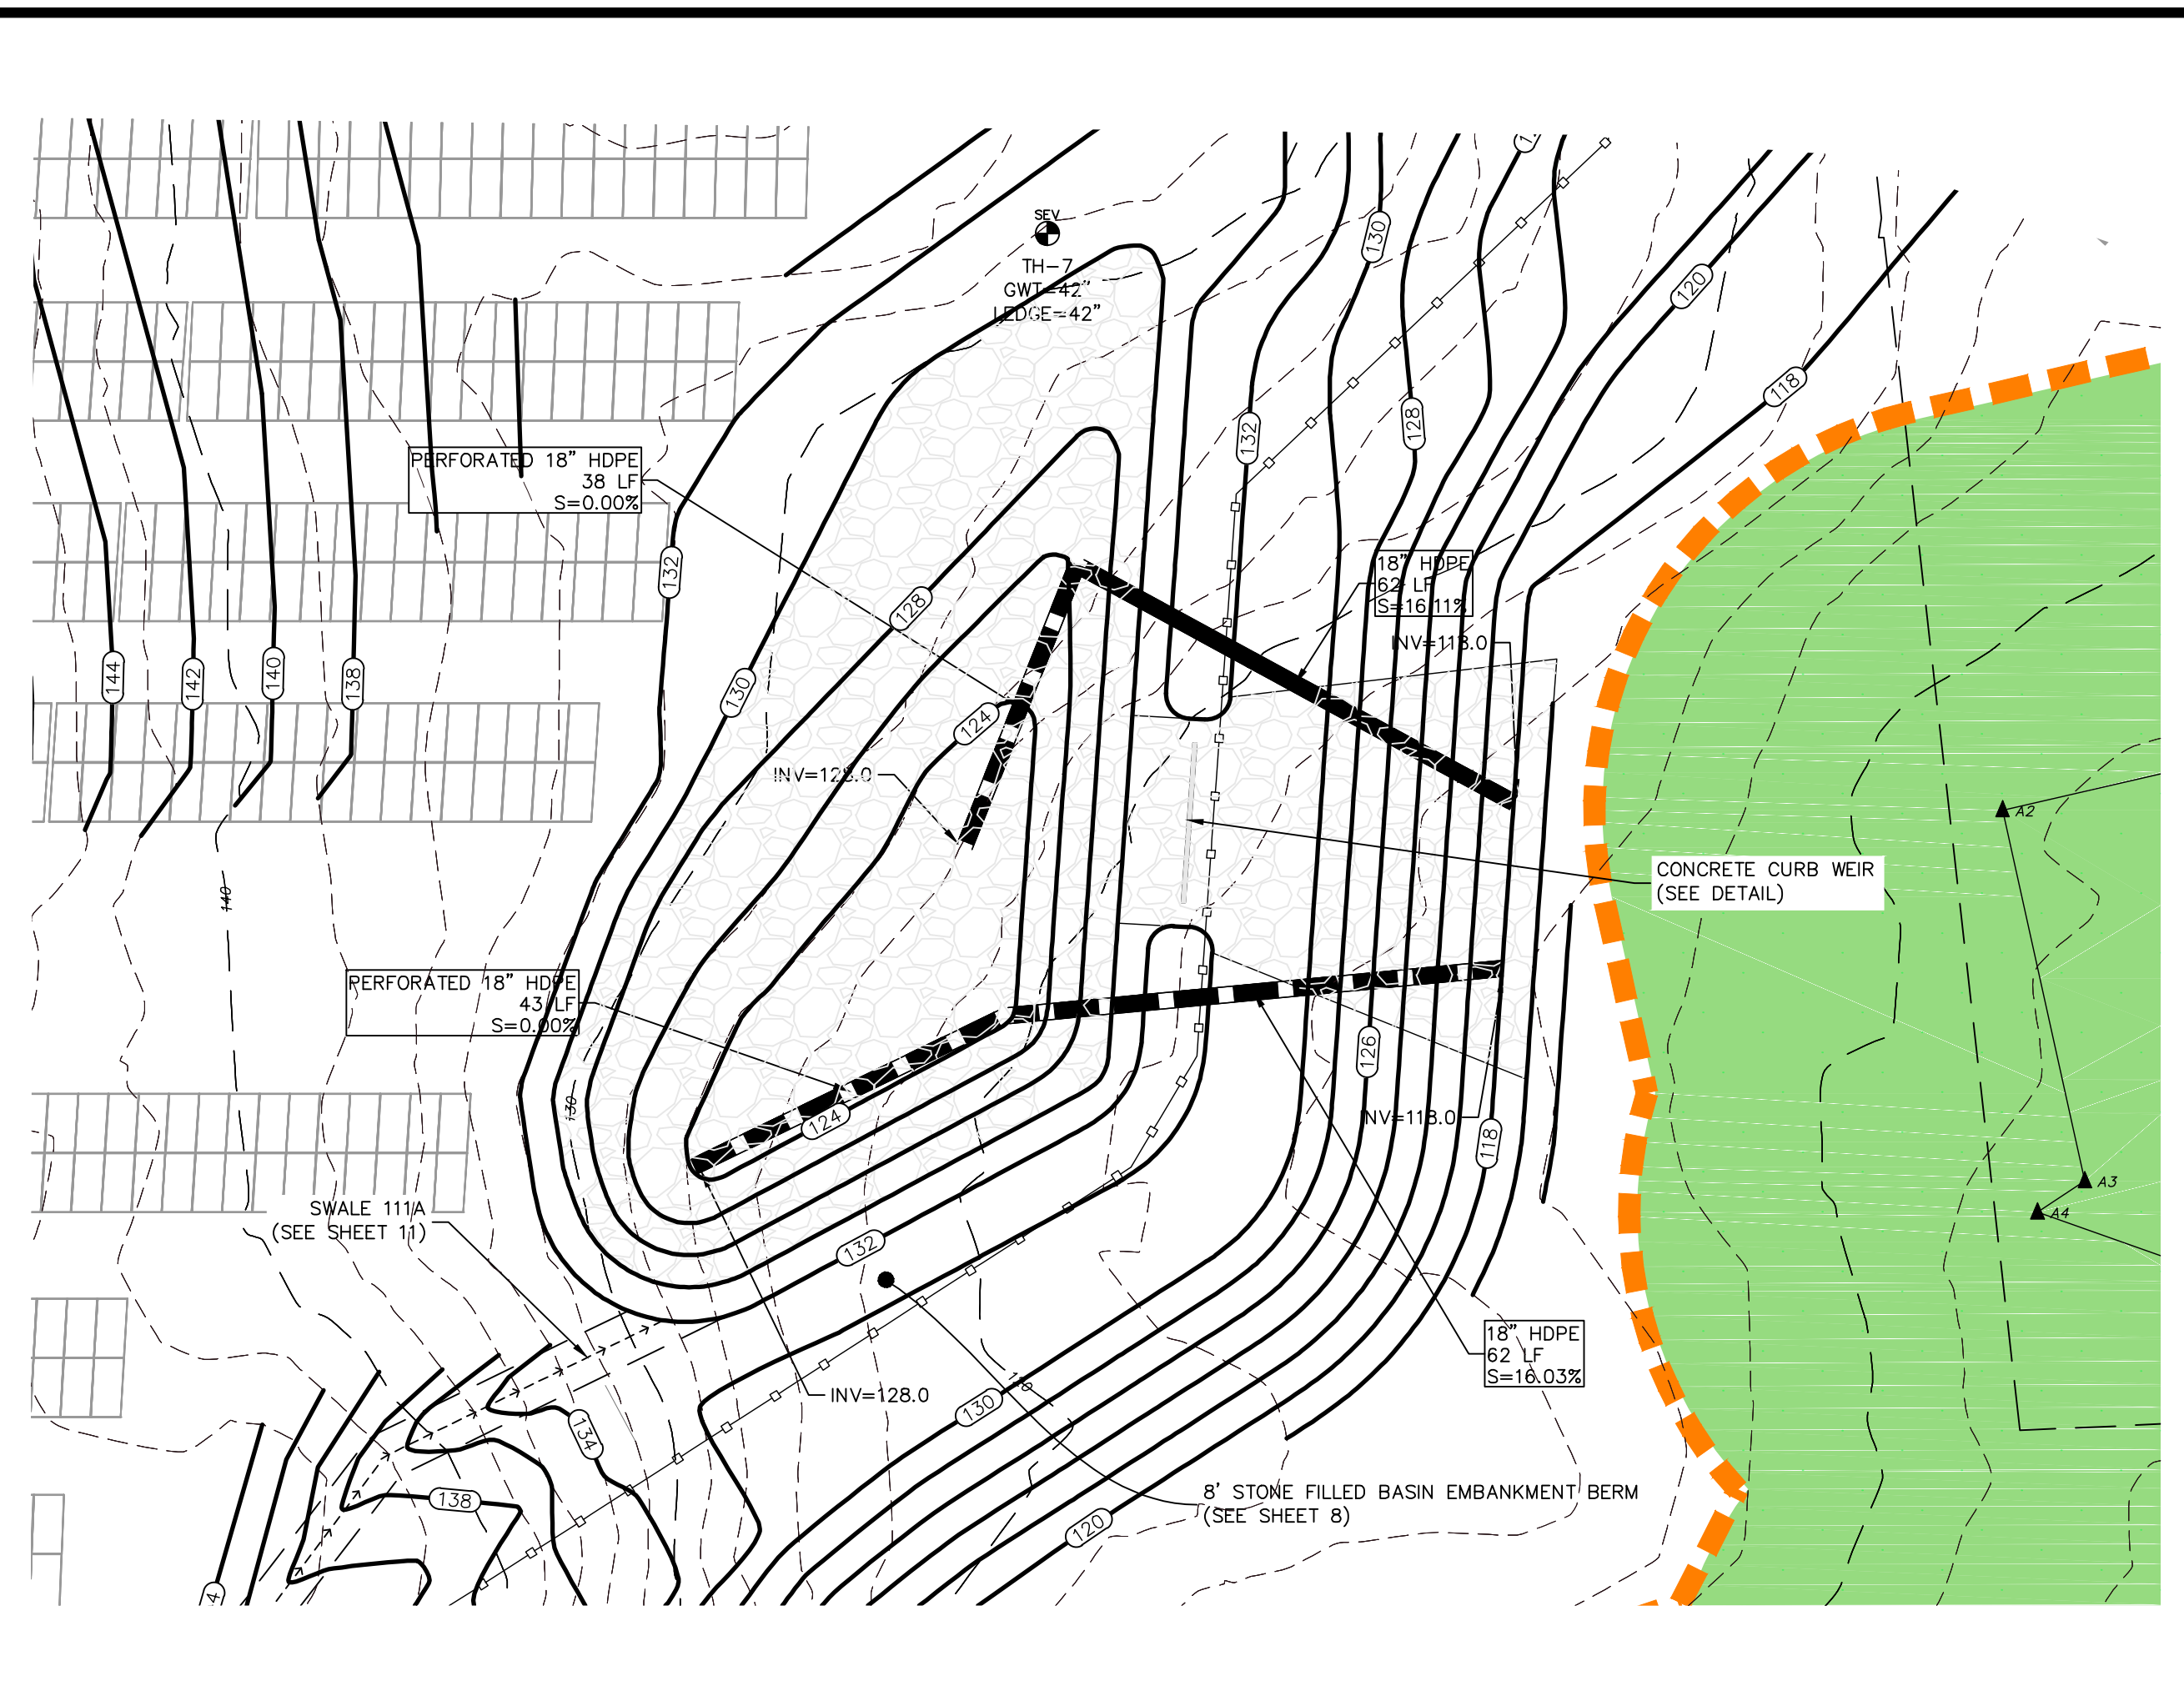 SEV
TH-7
GWT=42"
LEDGE=42"
130
120
118
132
128
PERFORATED 18" HDPE
38 LF
S=0.00%
132
18" HDPE
62 LF
S=16.11%
128
INV=118.0
144
142
140
138
130
124
INV=128.0
A2
CONCRETE CURB WEIR
(SEE DETAIL)
140
PERFORATED 18" HDPE
43 LF
S=0.00%
126
130
124
INV=118.0
118
A3
A4
SWALE 111A
(SEE SHEET 11)
132
18" HDPE
62 LF
S=16.03%
INV=128.0
130
134
138
8' STONE FILLED BASIN EMBANKMENT BERM
(SEE SHEET 8)
120